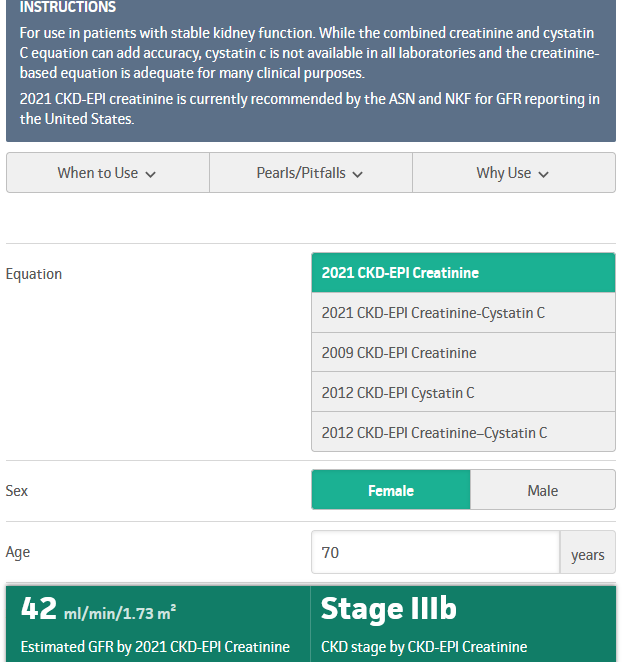 INSTRUCTIONS
For use in patients with stable kidney function. While the combined creatinine and cystatin
C equation can add accuracy, cystatin c is not available in all laboratories and the creatinine-
based equation is adequate for many clinical purposes.
2021 CKD-EPI creatinine is currently recommended by the ASN and NKF for GFR reporting in
the United States.
When to Use
Pearls/Pitfalls
Why Use
Equation
2021 CKD-EPI Creatinine
2021 CKD-EPI Creatinine-Cystatin C
2009 CKD-EPI Creatinine
2012 CKD-EPI Cystatin C
2012 CKD-EPI Creatinine–Cystatin C
Sex
Female
Male
Age
70
years
42 ml/min/1.73 m²
Estimated GFR by 2021 CKD-EPI Creatinine
Stage IIIb
CKD stage by CKD-EPI Creatinine